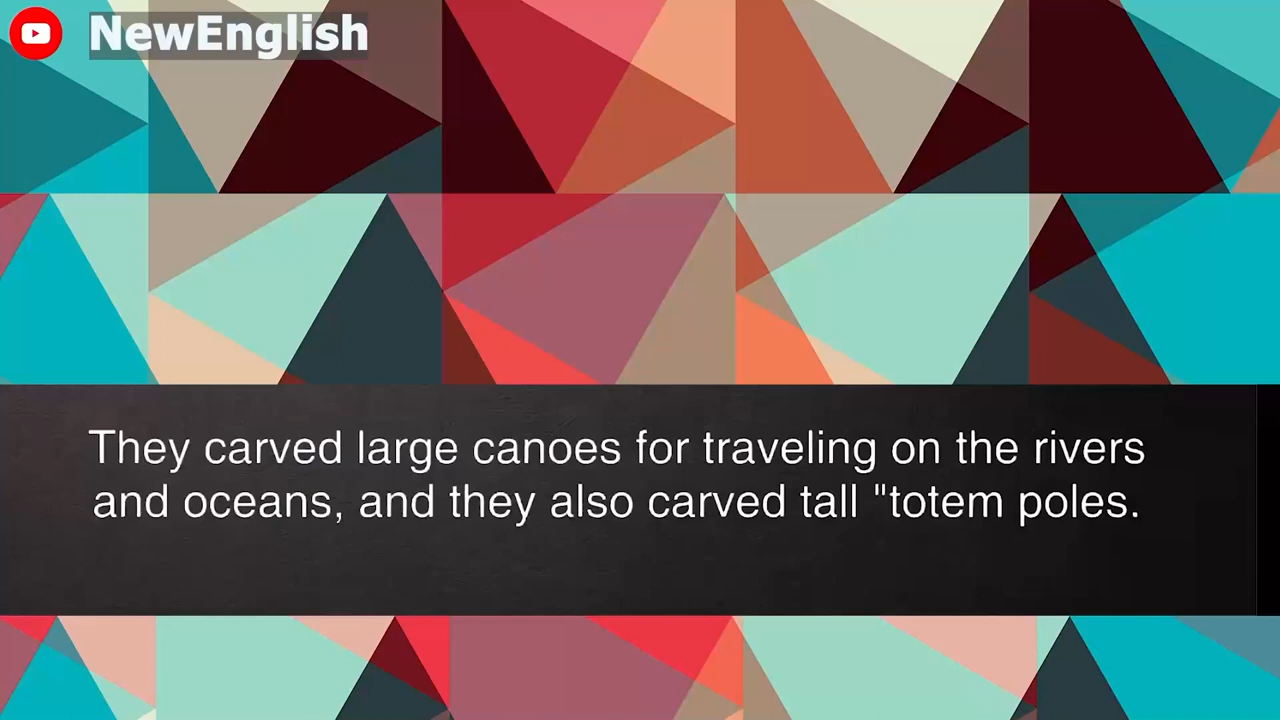 NewEnglish
They carved large canoes for traveling on the rivers
and oceans, and they also carved tall "totem poles.